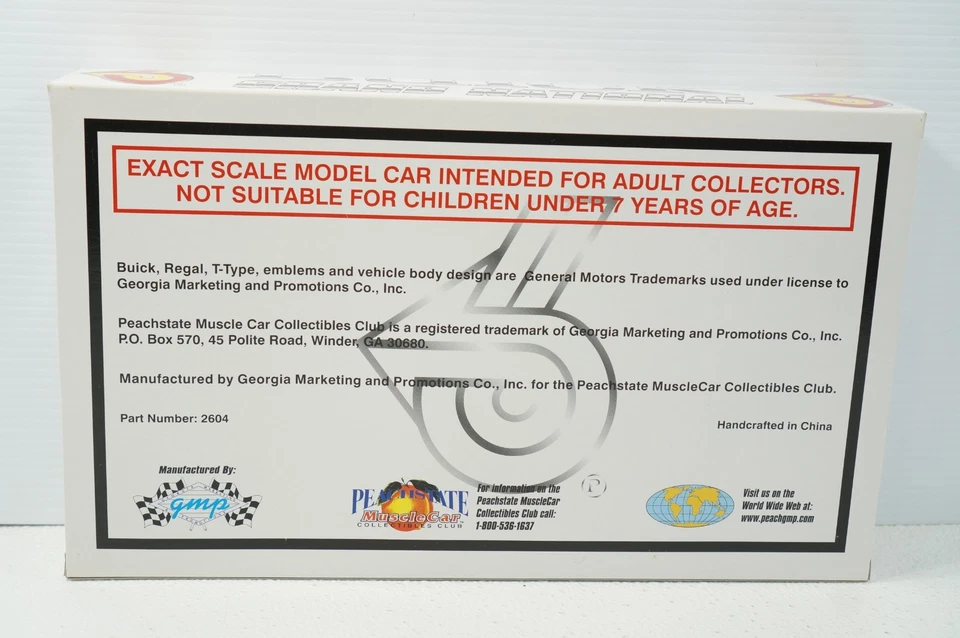 GRAND NATIONAL
EXACT SCALE MODEL CAR INTENDED FOR ADULT COLLECTORS.
NOT SUITABLE FOR CHILDREN UNDER 7 YEARS OF AGE.
Buick, Regal, T-Type, emblems and vehicle body design are General Motors Trademarks used under license to
Georgia Marketing and Promotions Co., Inc.
Peachstate Muscle Car Collectibles Club is a registered trademark of Georgia Marketing and Promotions Co., Inc.
P.O. Box 570, 45 Polite Road, Winder, GA 30680.
Manufactured by Georgia Marketing and Promotions Co., Inc. for the Peachstate MuscleCar Collectibles Club.
Part Number: 2604
Handcrafted in China
6
®
Manufactured By:
gmp
PEACHSTATE
MuscleCar
COLLECTIBLES CLUB
For information on the
Peachstate MuscleCar
Collectibles Club call:
1-800-536-1637
Visit us on the
World Wide Web at:
www.peachgmp.com